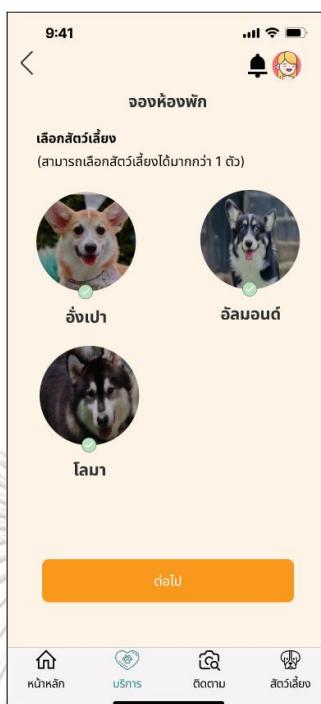 9:41
จองห้องพัก
เลือกสัตว์เลี้ยง
(สามารถเลือกสัตว์เลี้ยงได้มากกว่า 1 ตัว)
อั่งเปา
อัลมอนด์
โลมา
ต่อไป
หน้าหลัก บริการ ติดตาม สัตว์เลี้ยง